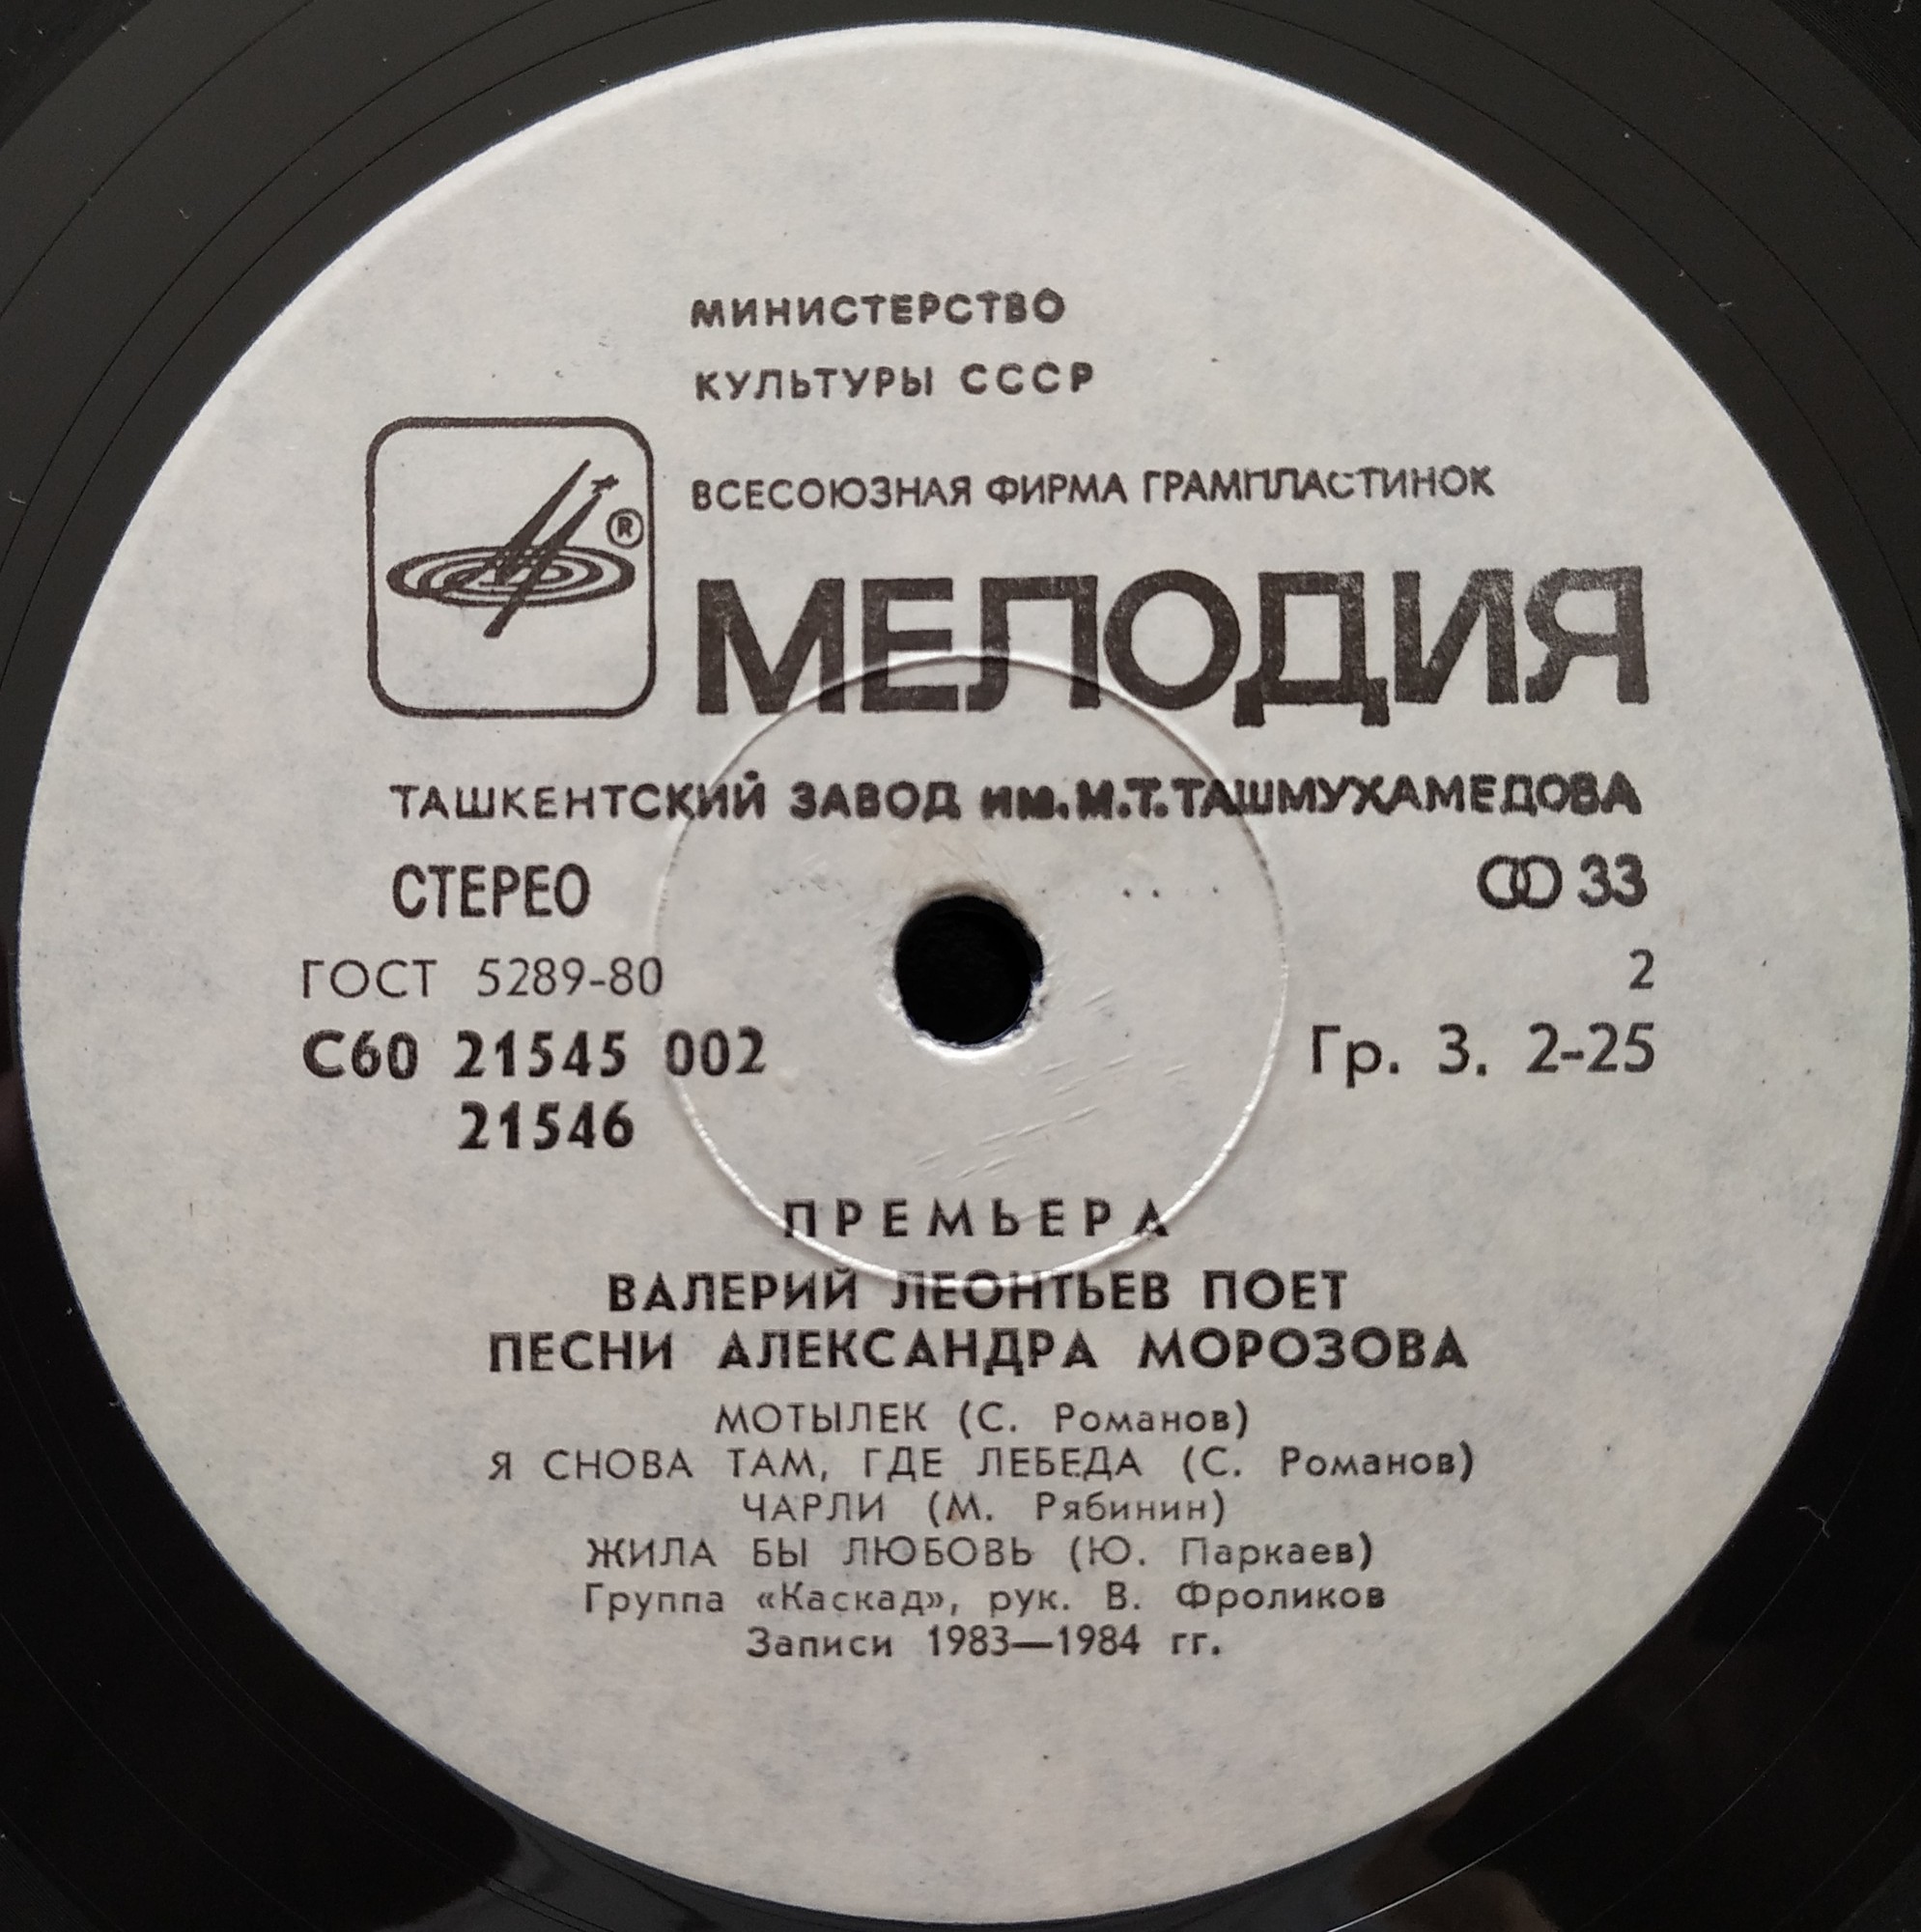 МИНИСТЕРСТВО
КУЛЬТУРЫ СССР
ВСЕСОЮЗНАЯ ФИРМА ГРАМПЛАСТИНОК
®
МЕЛОДИЯ
ТАШКЕНТСКИЙ ЗАВОД им. М.Т. ТАШМУХАМЕДОВА
СТЕРЕО 33
ГОСТ 5289-80 2
С60 21545 002 Гр. 3. 2-25
21546
ПРЕМЬЕРА
ВАЛЕРИЙ ЛЕОНТЬЕВ ПОЕТ
ПЕСНИ АЛЕКСАНДРА МОРОЗОВА
МОТЫЛЕК (С. Романов)
Я СНОВА ТАМ, ГДЕ ЛЕБЕДА (С. Романов)
ЧАРЛИ (М. Рябинин)
ЖИЛА БЫ ЛЮБОВЬ (Ю. Паркаев)
Группа «Каскад», рук. В. Фроликов
Записи 1983—1984 гг.